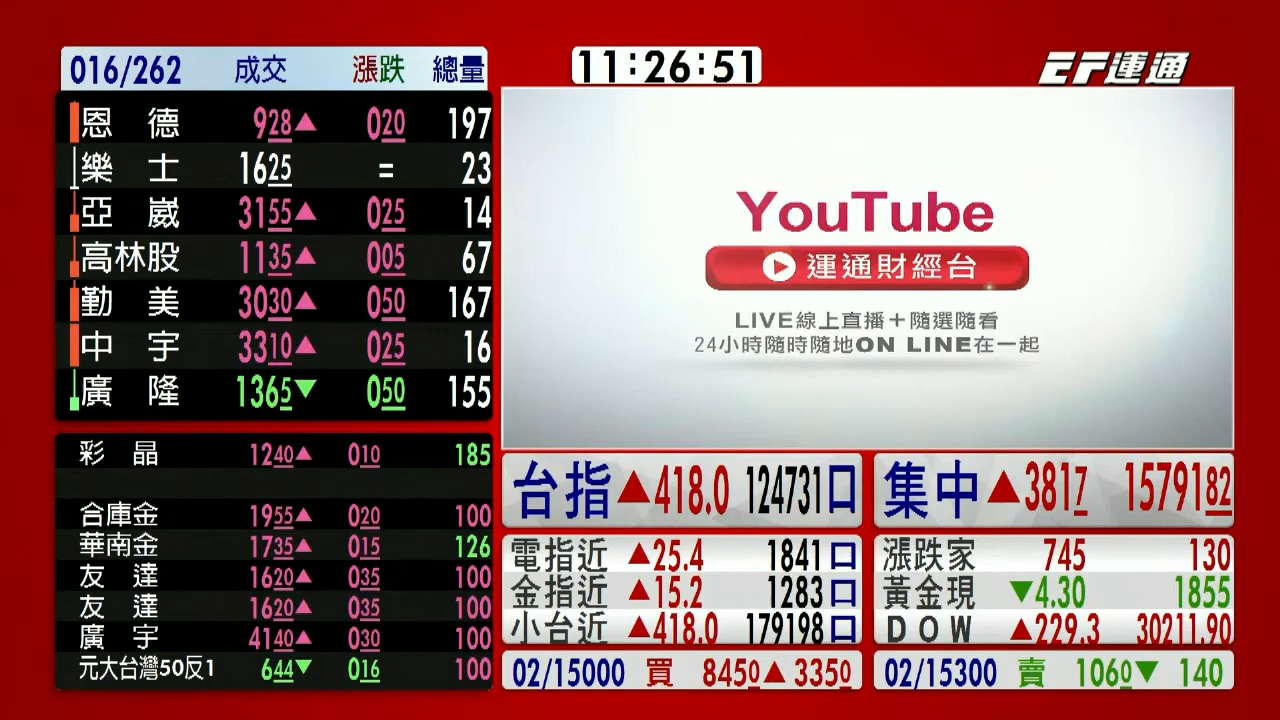 016/262 成交 漲跌 總量
恩德 928▲ 020 197
樂士 1625 = 23
亞崴 3155▲ 025 14
高林股 1135▲ 005 67
勤美 3030▲ 050 167
中宇 3310▲ 025 16
廣隆 1365▼ 050 155
彩晶 1240▲ 010 185
合庫金 1955▲ 020 100
華南金 1735▲ 015 126
友達 1620▲ 035 100
友達 1620▲ 035 100
廣宇 4140▲ 030 100
元大台灣50反1 644▼ 016 100
11:26:51
EF運通
YouTube
運通財經台
LIVE線上直播+隨選隨看
24小時隨時隨地ON LINE在一起
台指▲418.0 124731口
集中▲3817 1579182
電指近▲25.4 1841口
金指近▲15.2 1283口
小台近▲418.0 179198口
漲跌家 745 130
黃金現▼4.30 1855
DOW▲229.3 30211.90
02/15000 買 8450▲3350
02/15300 賣 1060▼140